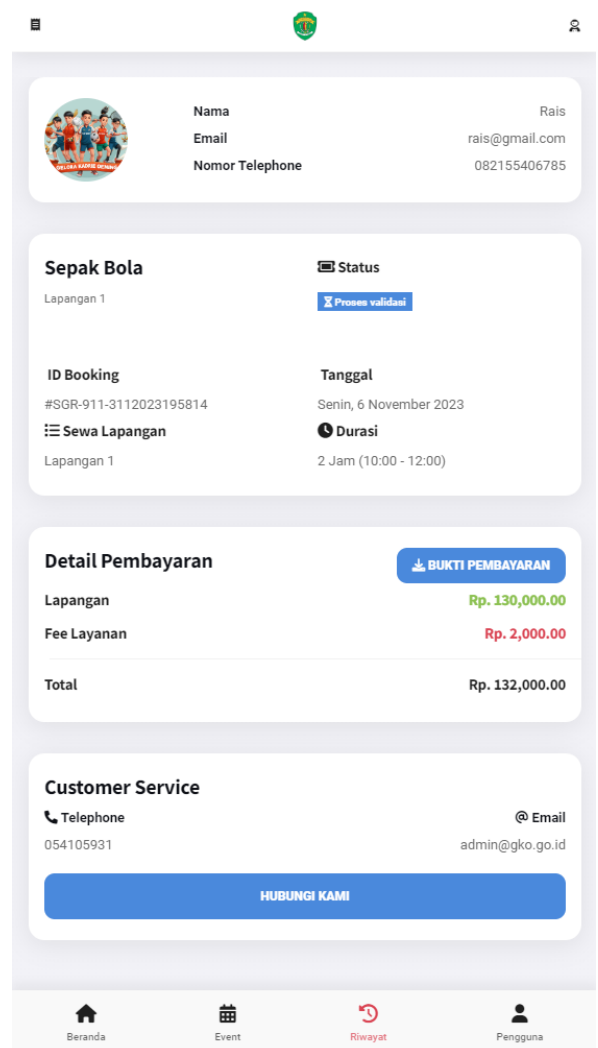 Nama Rais
Email rais@gmail.com
Nomor Telephone 082155406785
GELORA KADRIE OENING
Sepak Bola
Lapangan 1
Status
Proses validasi
ID Booking
#SGR-911-3112023195814
Tanggal
Senin, 6 November 2023
Sewa Lapangan
Lapangan 1
Durasi
2 Jam (10:00 - 12:00)
Detail Pembayaran
BUKTI PEMBAYARAN
Lapangan Rp. 130,000.00
Fee Layanan Rp. 2,000.00
Total Rp. 132,000.00
Customer Service
Telephone
054105931
@ Email
admin@gko.go.id
HUBUNGI KAMI
Beranda
Event
Riwayat
Pengguna